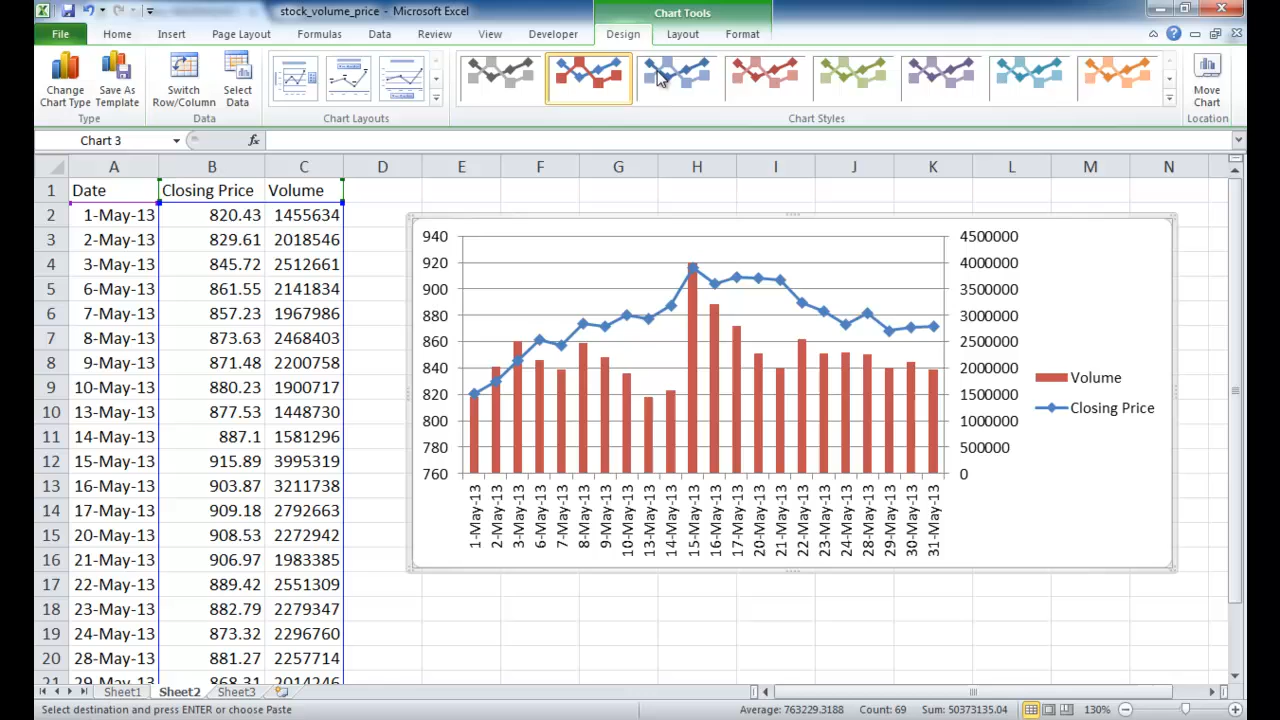 stock_volume_price - Microsoft Excel
Chart Tools
File Home Insert Page Layout Formulas Data Review View Developer Design Layout Format
Change Chart Type
Save As Template
Switch Row/Column
Select Data
Move Chart
Type Data Chart Layouts Chart Styles Location
Chart 3 fx
A B C D E F G H I J K L M N
1 Date Closing Price Volume
2 1-May-13 820.43 1455634
3 2-May-13 829.61 2018546
4 3-May-13 845.72 2512661
5 6-May-13 861.55 2141834
6 7-May-13 857.23 1967986
7 8-May-13 873.63 2468403
8 9-May-13 871.48 2200758
9 10-May-13 880.23 1900717
10 13-May-13 877.53 1448730
11 14-May-13 887.1 1581296
12 15-May-13 915.89 3995319
13 16-May-13 903.87 3211738
14 17-May-13 909.18 2792663
15 20-May-13 908.53 2272942
16 21-May-13 906.97 1983385
17 22-May-13 889.42 2551309
18 23-May-13 882.79 2279347
19 24-May-13 873.32 2296760
20 28-May-13 881.27 2257714
21 29-May-13 868.31 2014246
940 4500000
920 4000000
900 3500000
880 3000000
860 2500000
840 2000000
820 1500000
800 1000000
780 500000
760 0
Volume
Closing Price
1-May-13
2-May-13
3-May-13
6-May-13
7-May-13
8-May-13
9-May-13
10-May-13
13-May-13
14-May-13
15-May-13
16-May-13
17-May-13
20-May-13
21-May-13
22-May-13
23-May-13
24-May-13
28-May-13
29-May-13
30-May-13
31-May-13
Sheet1 Sheet2 Sheet3
Select destination and press ENTER or choose Paste Average: 763229.3188 Count: 69 Sum: 50373135.04 130%